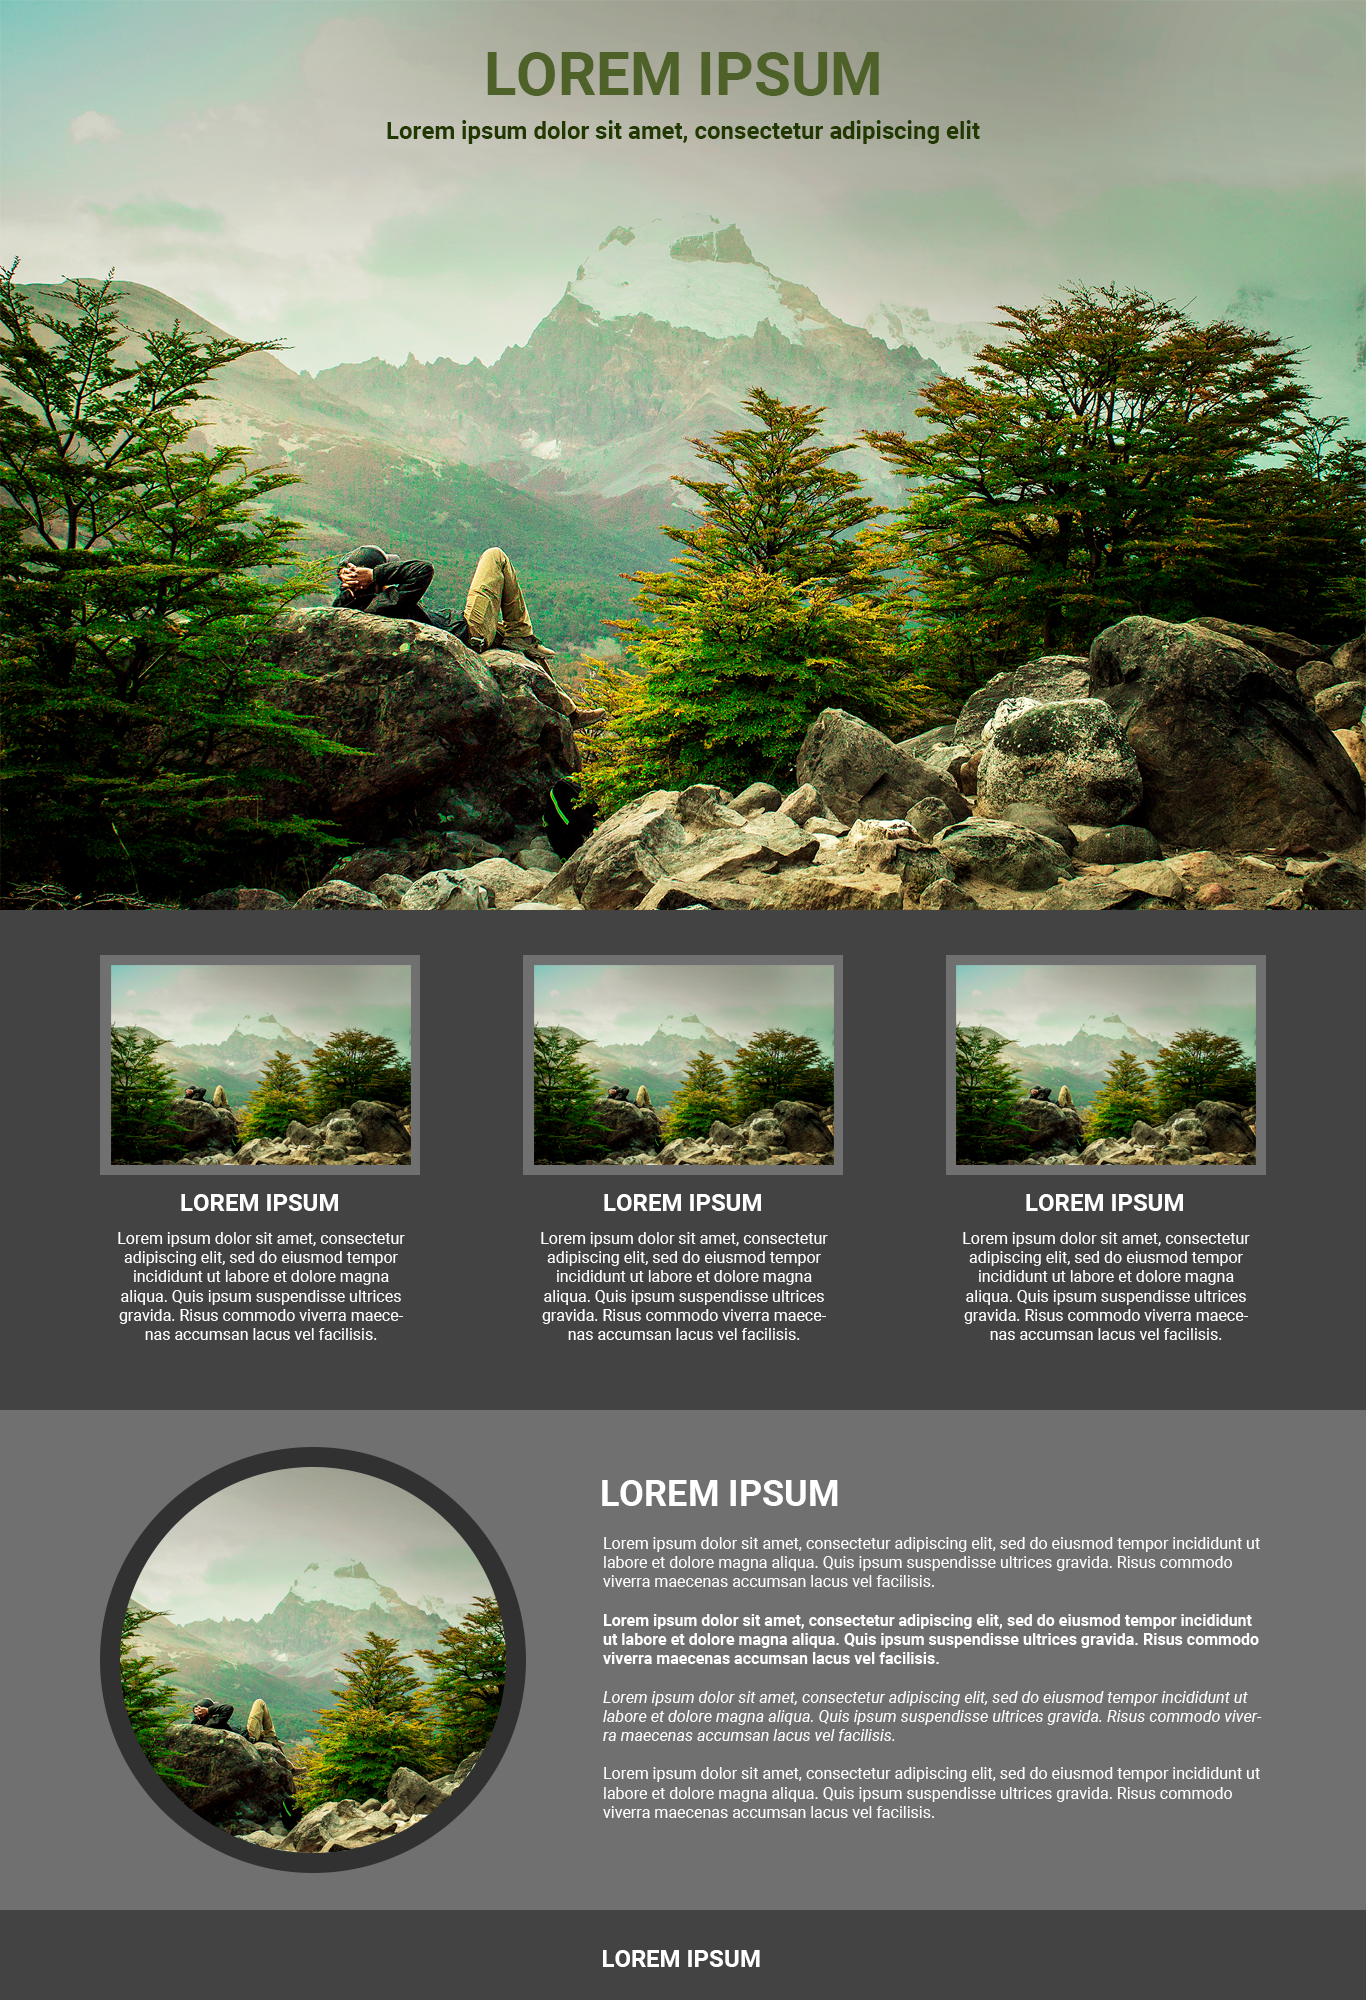 LOREM IPSUM
Lorem ipsum dolor sit amet, consectetur adipiscing elit
LOREM IPSUM
Lorem ipsum dolor sit amet, consectetur
adipiscing elit, sed do eiusmod tempor
incididunt ut labore et dolore magna
aliqua. Quis ipsum suspendisse ultrices
gravida. Risus commodo viverra maece-
nas accumsan lacus vel facilisis.
LOREM IPSUM
Lorem ipsum dolor sit amet, consectetur
adipiscing elit, sed do eiusmod tempor
incididunt ut labore et dolore magna
aliqua. Quis ipsum suspendisse ultrices
gravida. Risus commodo viverra maece-
nas accumsan lacus vel facilisis.
LOREM IPSUM
Lorem ipsum dolor sit amet, consectetur
adipiscing elit, sed do eiusmod tempor
incididunt ut labore et dolore magna
aliqua. Quis ipsum suspendisse ultrices
gravida. Risus commodo viverra maece-
nas accumsan lacus vel facilisis.
LOREM IPSUM
Lorem ipsum dolor sit amet, consectetur adipiscing elit, sed do eiusmod tempor incididunt ut
labore et dolore magna aliqua. Quis ipsum suspendisse ultrices gravida. Risus commodo
viverra maecenas accumsan lacus vel facilisis.
Lorem ipsum dolor sit amet, consectetur adipiscing elit, sed do eiusmod tempor incididunt
ut labore et dolore magna aliqua. Quis ipsum suspendisse ultrices gravida. Risus commodo
viverra maecenas accumsan lacus vel facilisis.
Lorem ipsum dolor sit amet, consectetur adipiscing elit, sed do eiusmod tempor incididunt ut
labore et dolore magna aliqua. Quis ipsum suspendisse ultrices gravida. Risus commodo viver-
ra maecenas accumsan lacus vel facilisis.
Lorem ipsum dolor sit amet, consectetur adipiscing elit, sed do eiusmod tempor incididunt ut
labore et dolore magna aliqua. Quis ipsum suspendisse ultrices gravida. Risus commodo
viverra maecenas accumsan lacus vel facilisis.
LOREM IPSUM